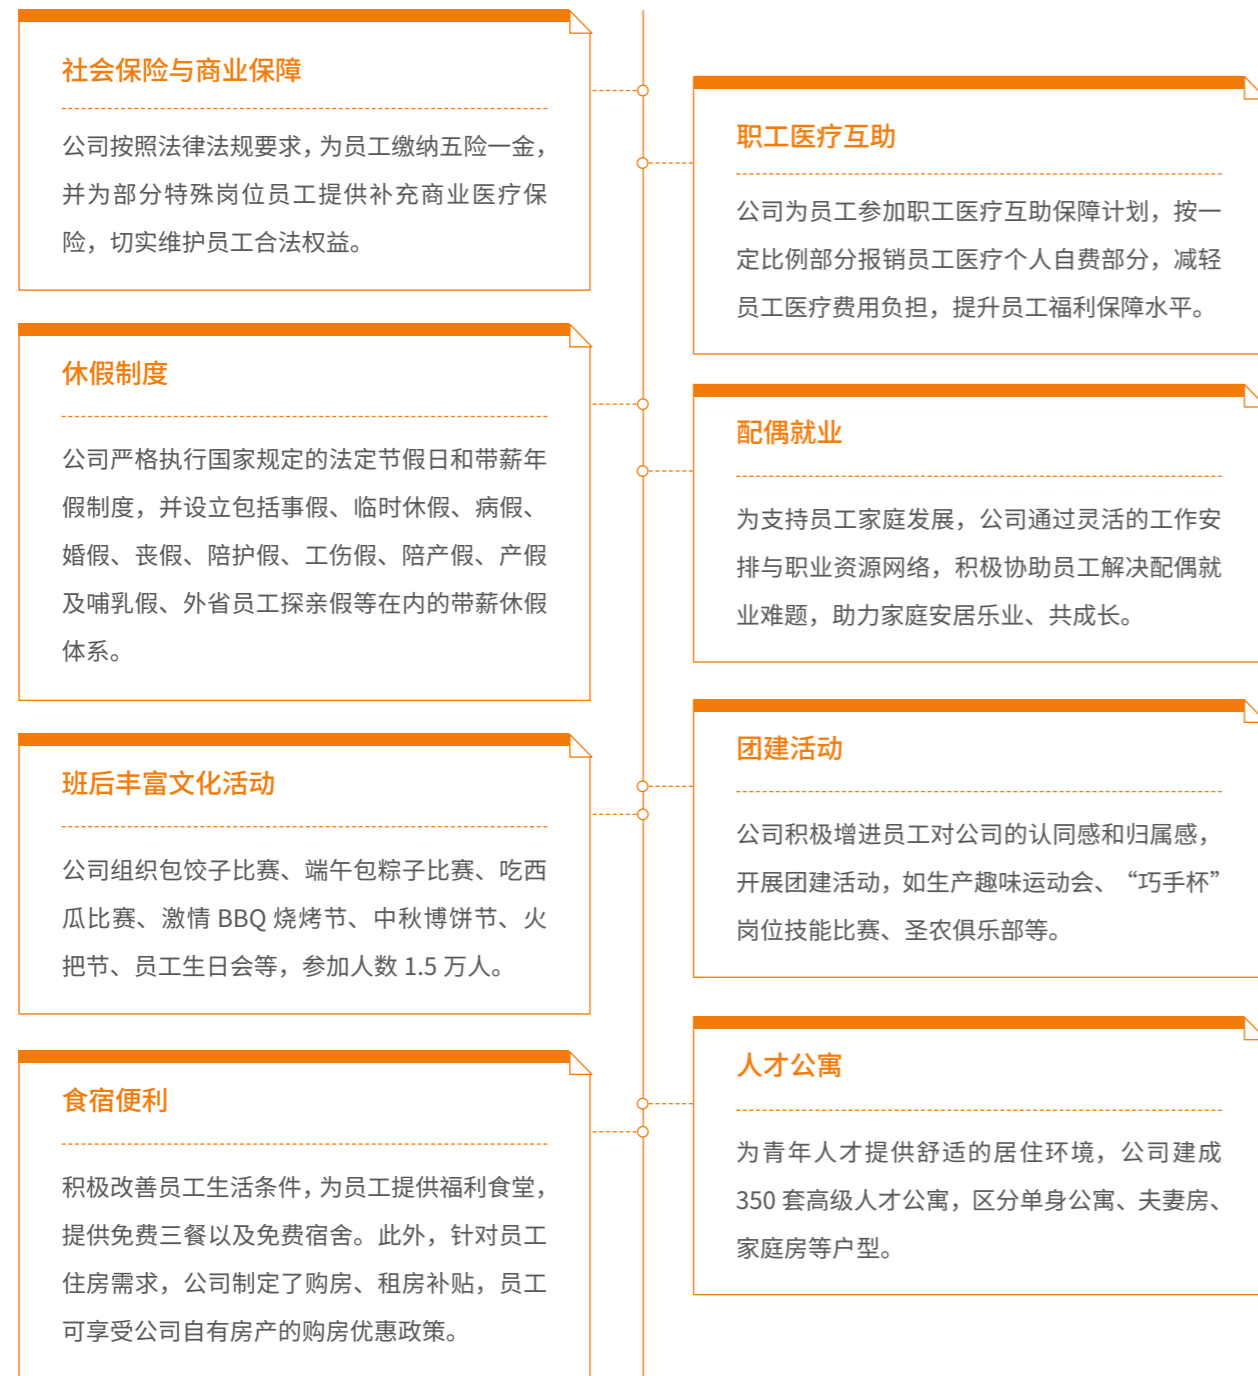 社会保险与商业保障
公司按照法律法规要求，为员工缴纳五险一金，
并为部分特殊岗位员工提供补充商业医疗保
险，切实维护员工合法权益。
职工医疗互助
公司为员工参加职工医疗互助保障计划，按一
定比例部分报销员工医疗个人自费部分，减轻
员工医疗费用负担，提升员工福利保障水平。
休假制度
公司严格执行国家规定的法定节假日和带薪年
假制度，并设立包括事假、临时休假、病假、
婚假、丧假、陪护假、工伤假、陪产假、产假
及哺乳假、外省员工探亲假等在内的带薪休假
体系。
配偶就业
为支持员工家庭发展，公司通过灵活的工作安
排与职业资源网络，积极协助员工解决配偶就
业难题，助力家庭安居乐业、共成长。
班后丰富文化活动
公司组织包饺子比赛、端午包粽子比赛、吃西
瓜比赛、激情 BBQ 烧烤节、中秋博饼节、火
把节、员工生日会等，参加人数 1.5 万人。
团建活动
公司积极增进员工对公司的认同感和归属感，
开展团建活动，如生产趣味运动会、“巧手杯”
岗位技能比赛、圣农俱乐部等。
食宿便利
积极改善员工生活条件，为员工提供福利食堂，
提供免费三餐以及免费宿舍。此外，针对员工
住房需求，公司制定了购房、租房补贴，员工
可享受公司自有房产的购房优惠政策。
人才公寓
为青年人才提供舒适的居住环境，公司建成
350 套高级人才公寓，区分单身公寓、夫妻房、
家庭房等户型。